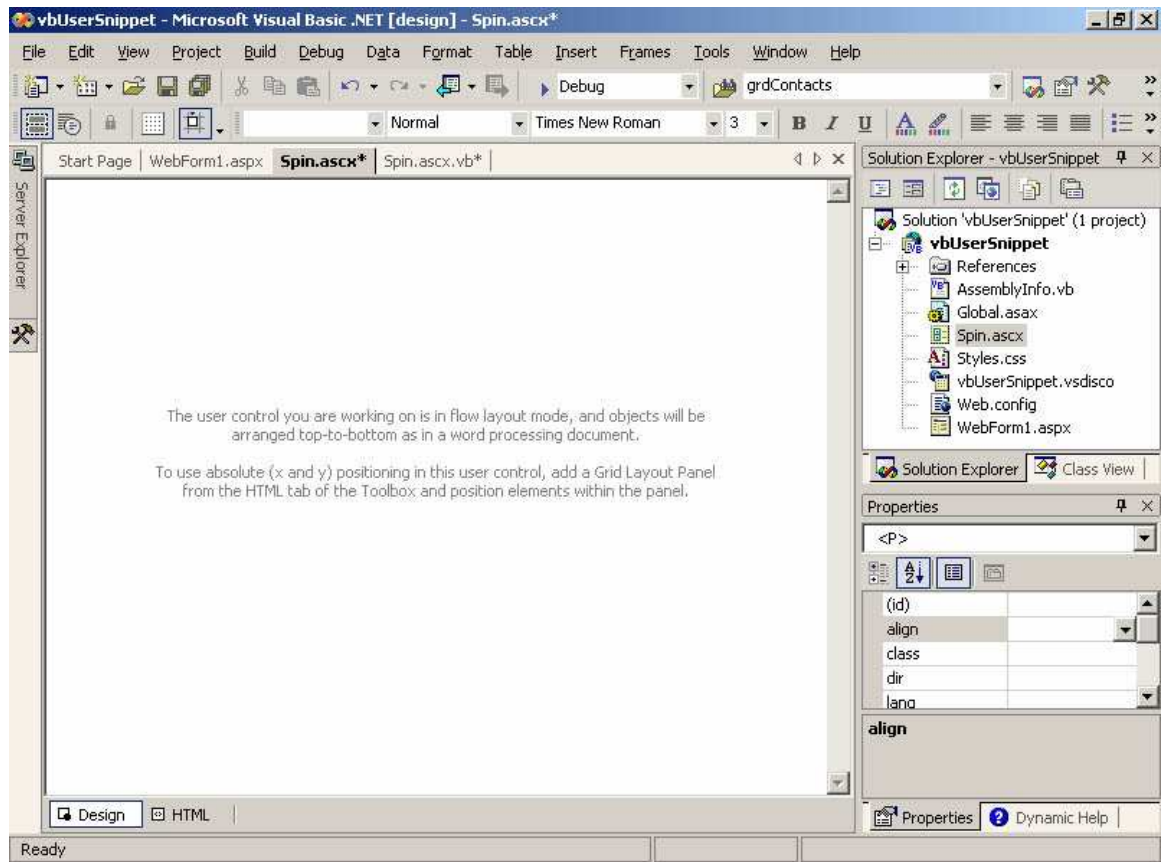 vbUserSnippet - Microsoft Visual Basic .NET [design] - Spin.ascx*
File Edit View Project Build Debug Data Format Table Insert Frames Tools Window Help
Debug grdContacts
Normal Times New Roman 3 B I U A
Start Page WebForm1.aspx Spin.ascx* Spin.ascx.vb*
Server Explorer
The user control you are working on is in flow layout mode, and objects will be
arranged top-to-bottom as in a word processing document.
To use absolute (x and y) positioning in this user control, add a Grid Layout Panel
from the HTML tab of the Toolbox and position elements within the panel.
Design HTML
Solution Explorer - vbUserSnippet
Solution 'vbUserSnippet' (1 project)
vbUserSnippet
References
AssemblyInfo.vb
Global.asax
Spin.ascx
Styles.css
vbUserSnippet.vsdisco
Web.config
WebForm1.aspx
Solution Explorer Class View
Properties
<P>
(id)
align
class
dir
lang
align
Properties Dynamic Help
Ready